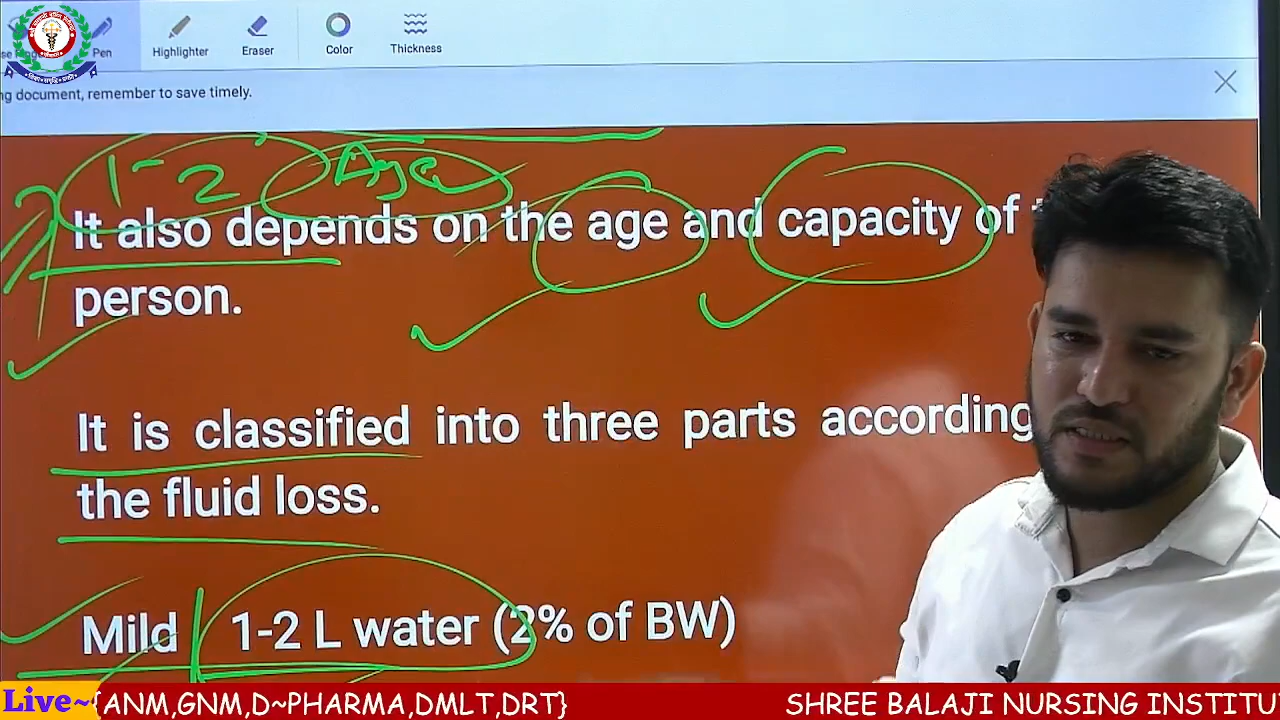 Pen
Highlighter
Eraser
Color
Thickness
ng document, remember to save timely.
1-2 Age
It also depends on the age and capacity of
person.
It is classified into three parts according
the fluid loss.
Mild 1-2 L water (2% of BW)
Live~{ANM,GNM,D~PHARMA,DMLT,DRT} SHREE BALAJI NURSING INSTITU